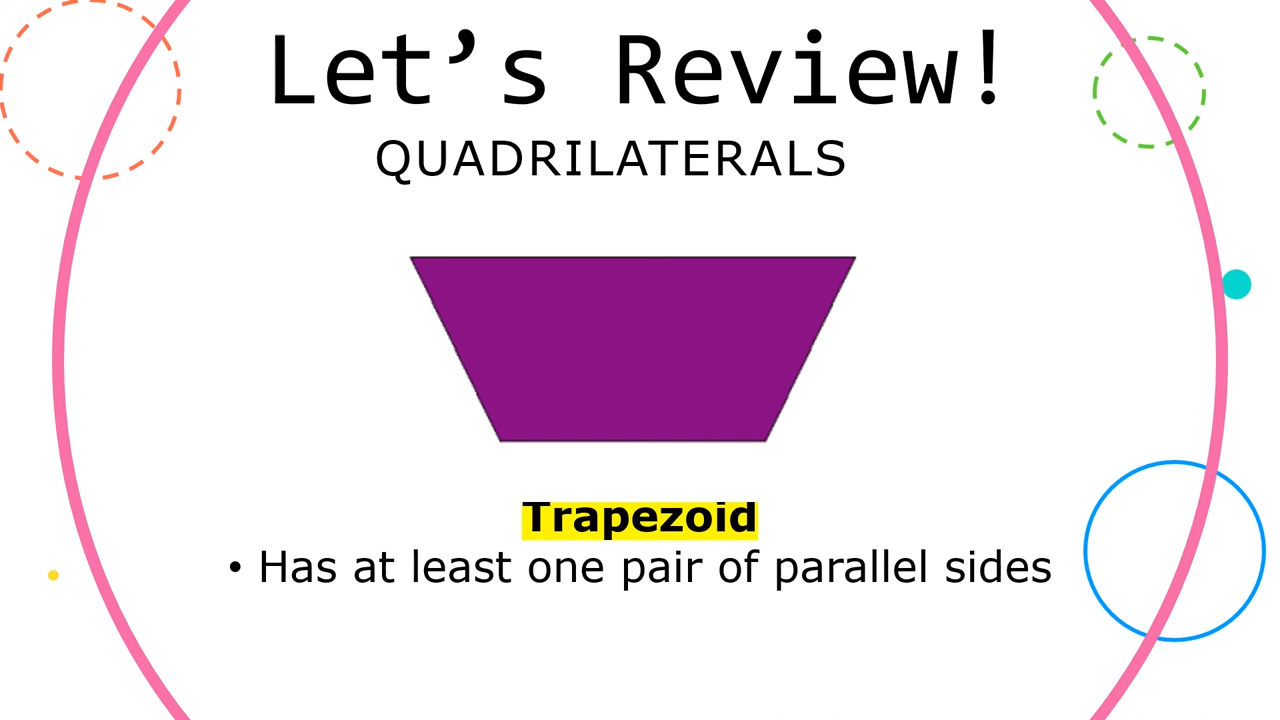 Let’s Review!
QUADRILATERALS
Trapezoid
• Has at least one pair of parallel sides